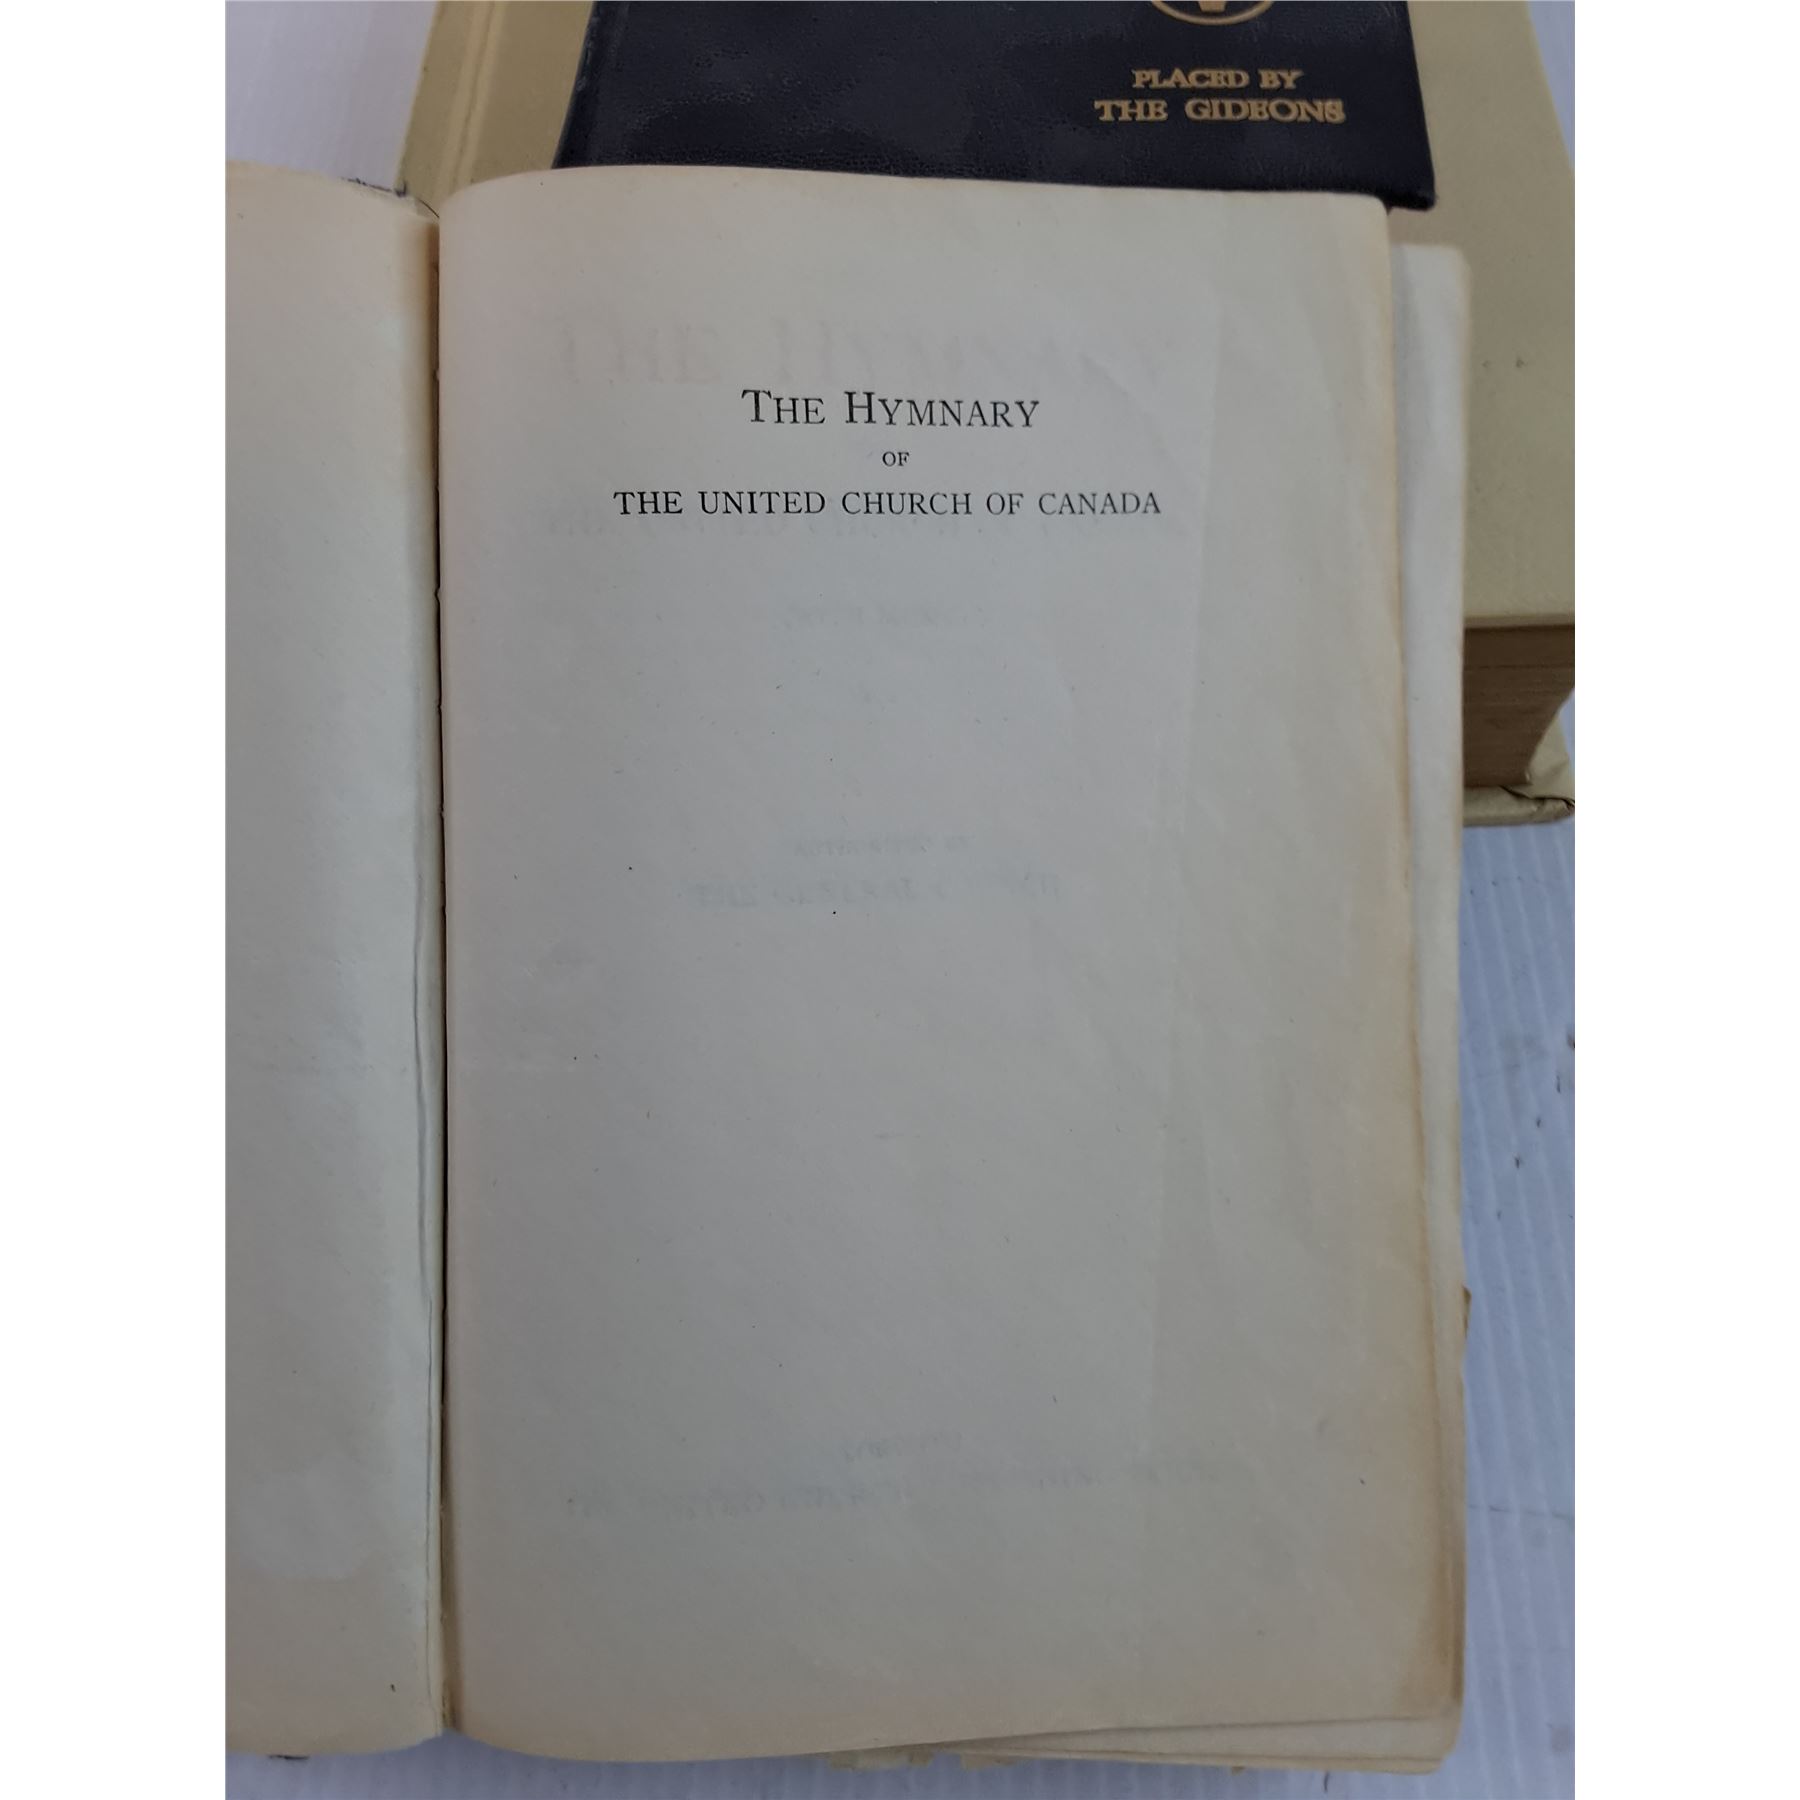 PLACED BY
THE GIDEONS
THE HYMNARY
OF
THE UNITED CHURCH OF CANADA